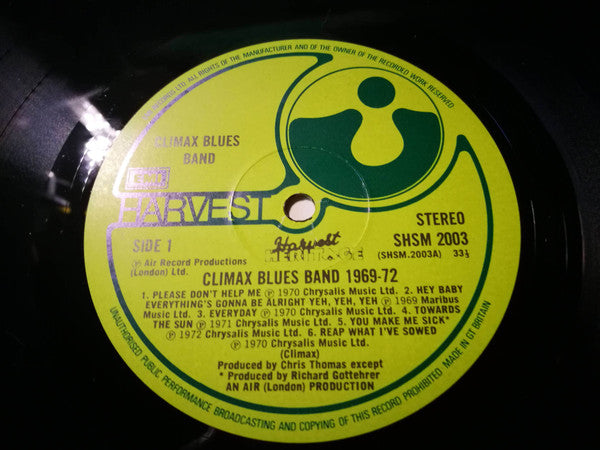 EMI RECORDS LTD. ALL RIGHTS OF THE MANUFACTURER AND OF THE OWNER OF THE RECORDED WORK RESERVED
CLIMAX BLUES
BAND
EMI
HARVEST
SIDE 1
STEREO
SHSM 2003
(SHSM.2003A) 33⅓
℗ Air Record Productions
(London) Ltd.
Harvest
HERITAGE
CLIMAX BLUES BAND 1969-72
1. PLEASE DON'T HELP ME ℗ 1970 Chrysalis Music Ltd. 2. HEY BABY
EVERYTHING'S GONNA BE ALRIGHT YEH, YEH, YEH ℗ 1969 Maribus
Music Ltd. 3. EVERYDAY ℗ 1970 Chrysalis Music Ltd. 4. TOWARDS
THE SUN ℗ 1971 Chrysalis Music Ltd. 5. YOU MAKE ME SICK*
℗ 1972 Chrysalis Music Ltd. 6. REAP WHAT I'VE SOWED
℗ 1970 Chrysalis Music Ltd.
(Climax)
Produced by Chris Thomas except
* Produced by Richard Gottehrer
AN AIR (London) PRODUCTION
UNAUTHORISED PUBLIC PERFORMANCE BROADCASTING AND COPYING OF THIS RECORD PROHIBITED MADE IN GT BRITAIN